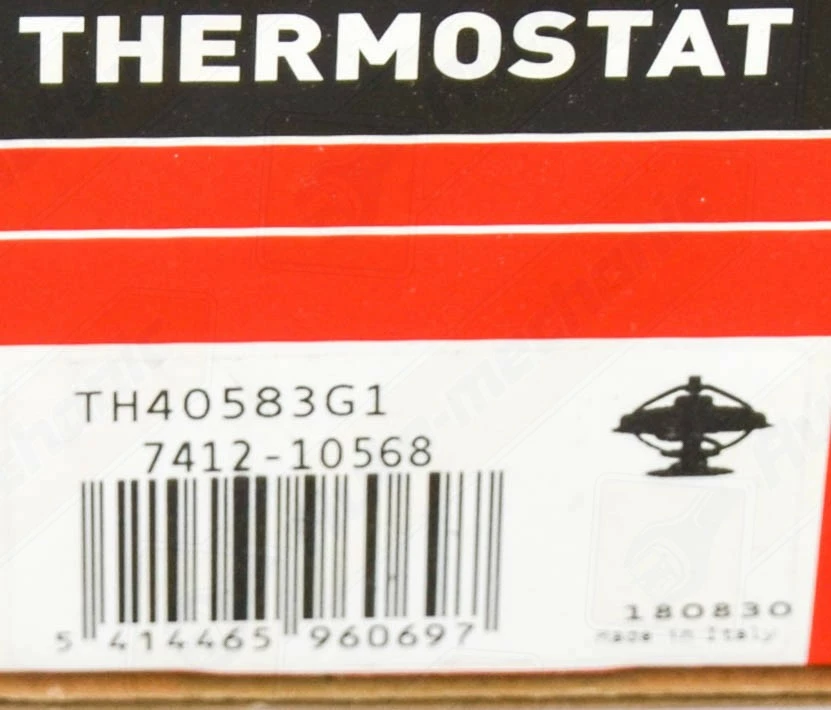 THERMOSTAT
TH40583G1
7412-10568
5 414465 960697
180830
made in Italy